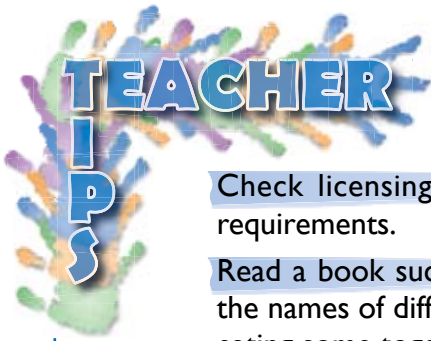 TEACHER
TIPS
Check licensing
requirements.
Read a book suc
the names of diff